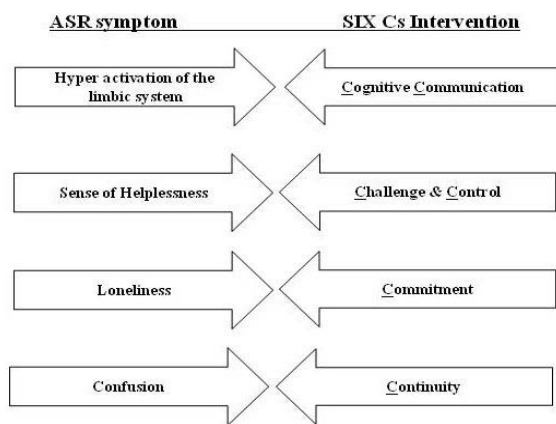 ASR symptom
SIX Cs Intervention
Hyper activation of the
limbic system
Cognitive Communication
Sense of Helplessness
Challenge & Control
Loneliness
Commitment
Confusion
Continuity